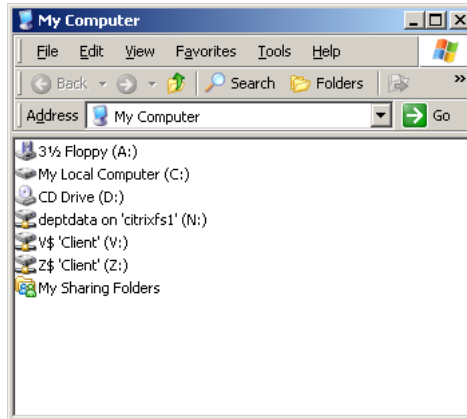 My Computer
File Edit View Favorites Tools Help
Back Search Folders »
Address My Computer Go
3½ Floppy (A:)
My Local Computer (C:)
CD Drive (D:)
deptdata on 'citrixfs1' (N:)
V$ 'Client' (V:)
Z$ 'Client' (Z:)
My Sharing Folders